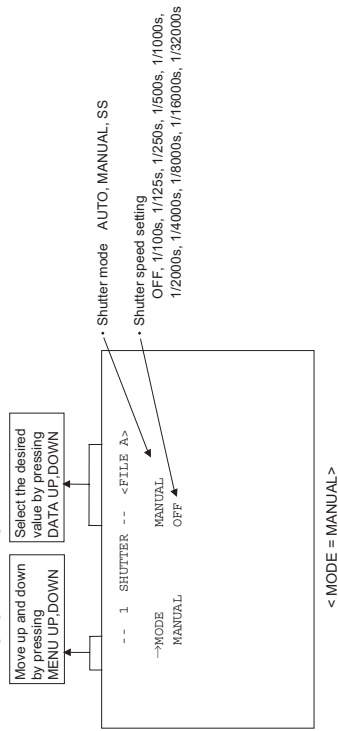 Move up and down
by pressing
MENU UP,DOWN
Select the desired
value by pressing
DATA UP,DOWN
-- 1 SHUTTER -- <FILE A>
→MODE MANUAL
MANUAL OFF
・Shutter mode AUTO, MANUAL, SS
・Shutter speed setting
OFF, 1/100s, 1/125s, 1/250s, 1/500s, 1/1000s,
1/2000s, 1/4000s, 1/8000s, 1/16000s, 1/32000s
< MODE = MANUAL>